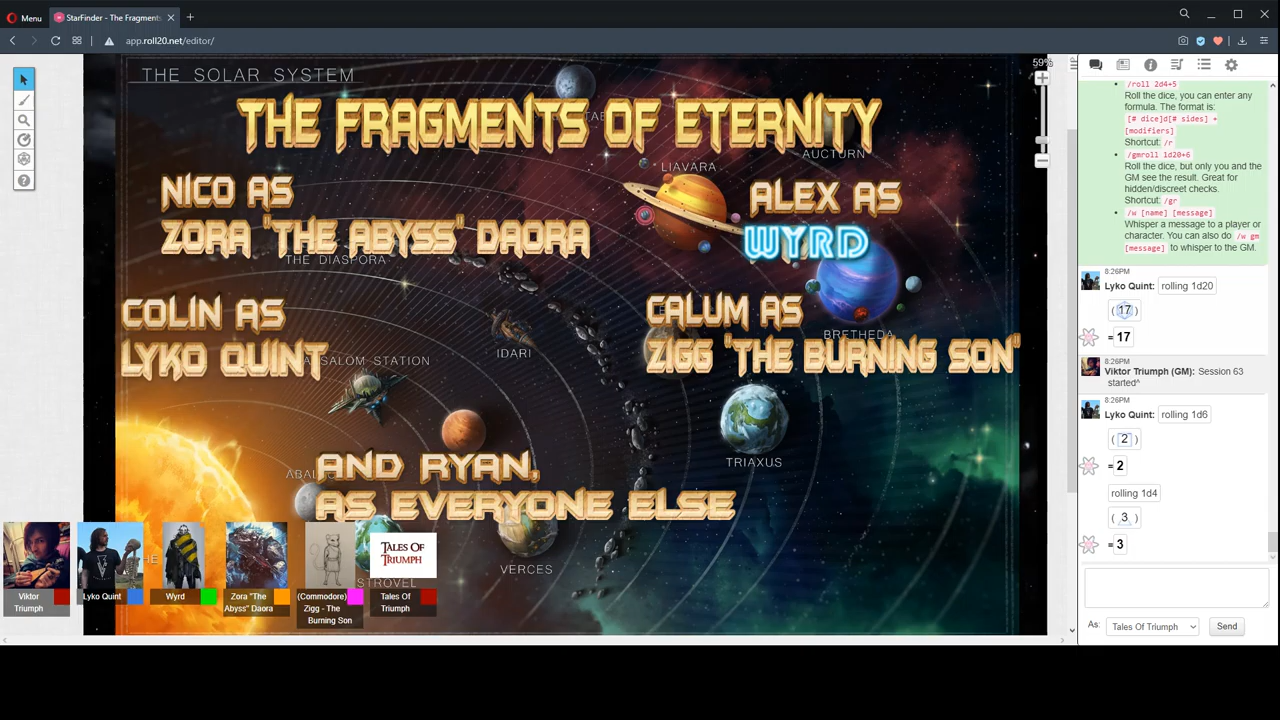 Menu
StarFinder - The Fragments
app.roll20.net/editor/
THE SOLAR SYSTEM
59%
THE FRAGMENTS OF ETERNITY
AUCTURN
LIAVARA
NICO AS
ZORA "THE ABYSS" DAORA
THE DIASPORA
ALEX AS
WYRD
COLIN AS
LYKO QUINT
ABSALOM STATION
IDARI
CALUM AS
ZIGG "THE BURNING SON"
BRETHEDA
TRIAXUS
AND RYAN,
AS EVERYONE ELSE
VERCES
Viktor
Triumph
Lyko Quint
Wyrd
Zora "The
Abyss" Daora
(Commodore)
Zigg - The
Burning Son
TALES OF
TRIUMPH
Tales Of
Triumph
/roll 2d4+5
Roll the dice, you can enter any
formula. The format is:
[# dice]d[# sides] +
[modifiers]
Shortcut: /r
/gmroll 1d20+6
Roll the dice, but only you and the
GM see the result. Great for
hidden/discreet checks.
Shortcut: /gr
/w [name] [message]
Whisper a message to a player or
character. You can also do /w gm
[message] to whisper to the GM.
8:26PM
Lyko Quint: rolling 1d20
(17)
= 17
8:26PM
Viktor Triumph (GM): Session 63
started^
8:26PM
Lyko Quint: rolling 1d6
(2)
= 2
rolling 1d4
(3)
= 3
As: Tales Of Triumph
Send